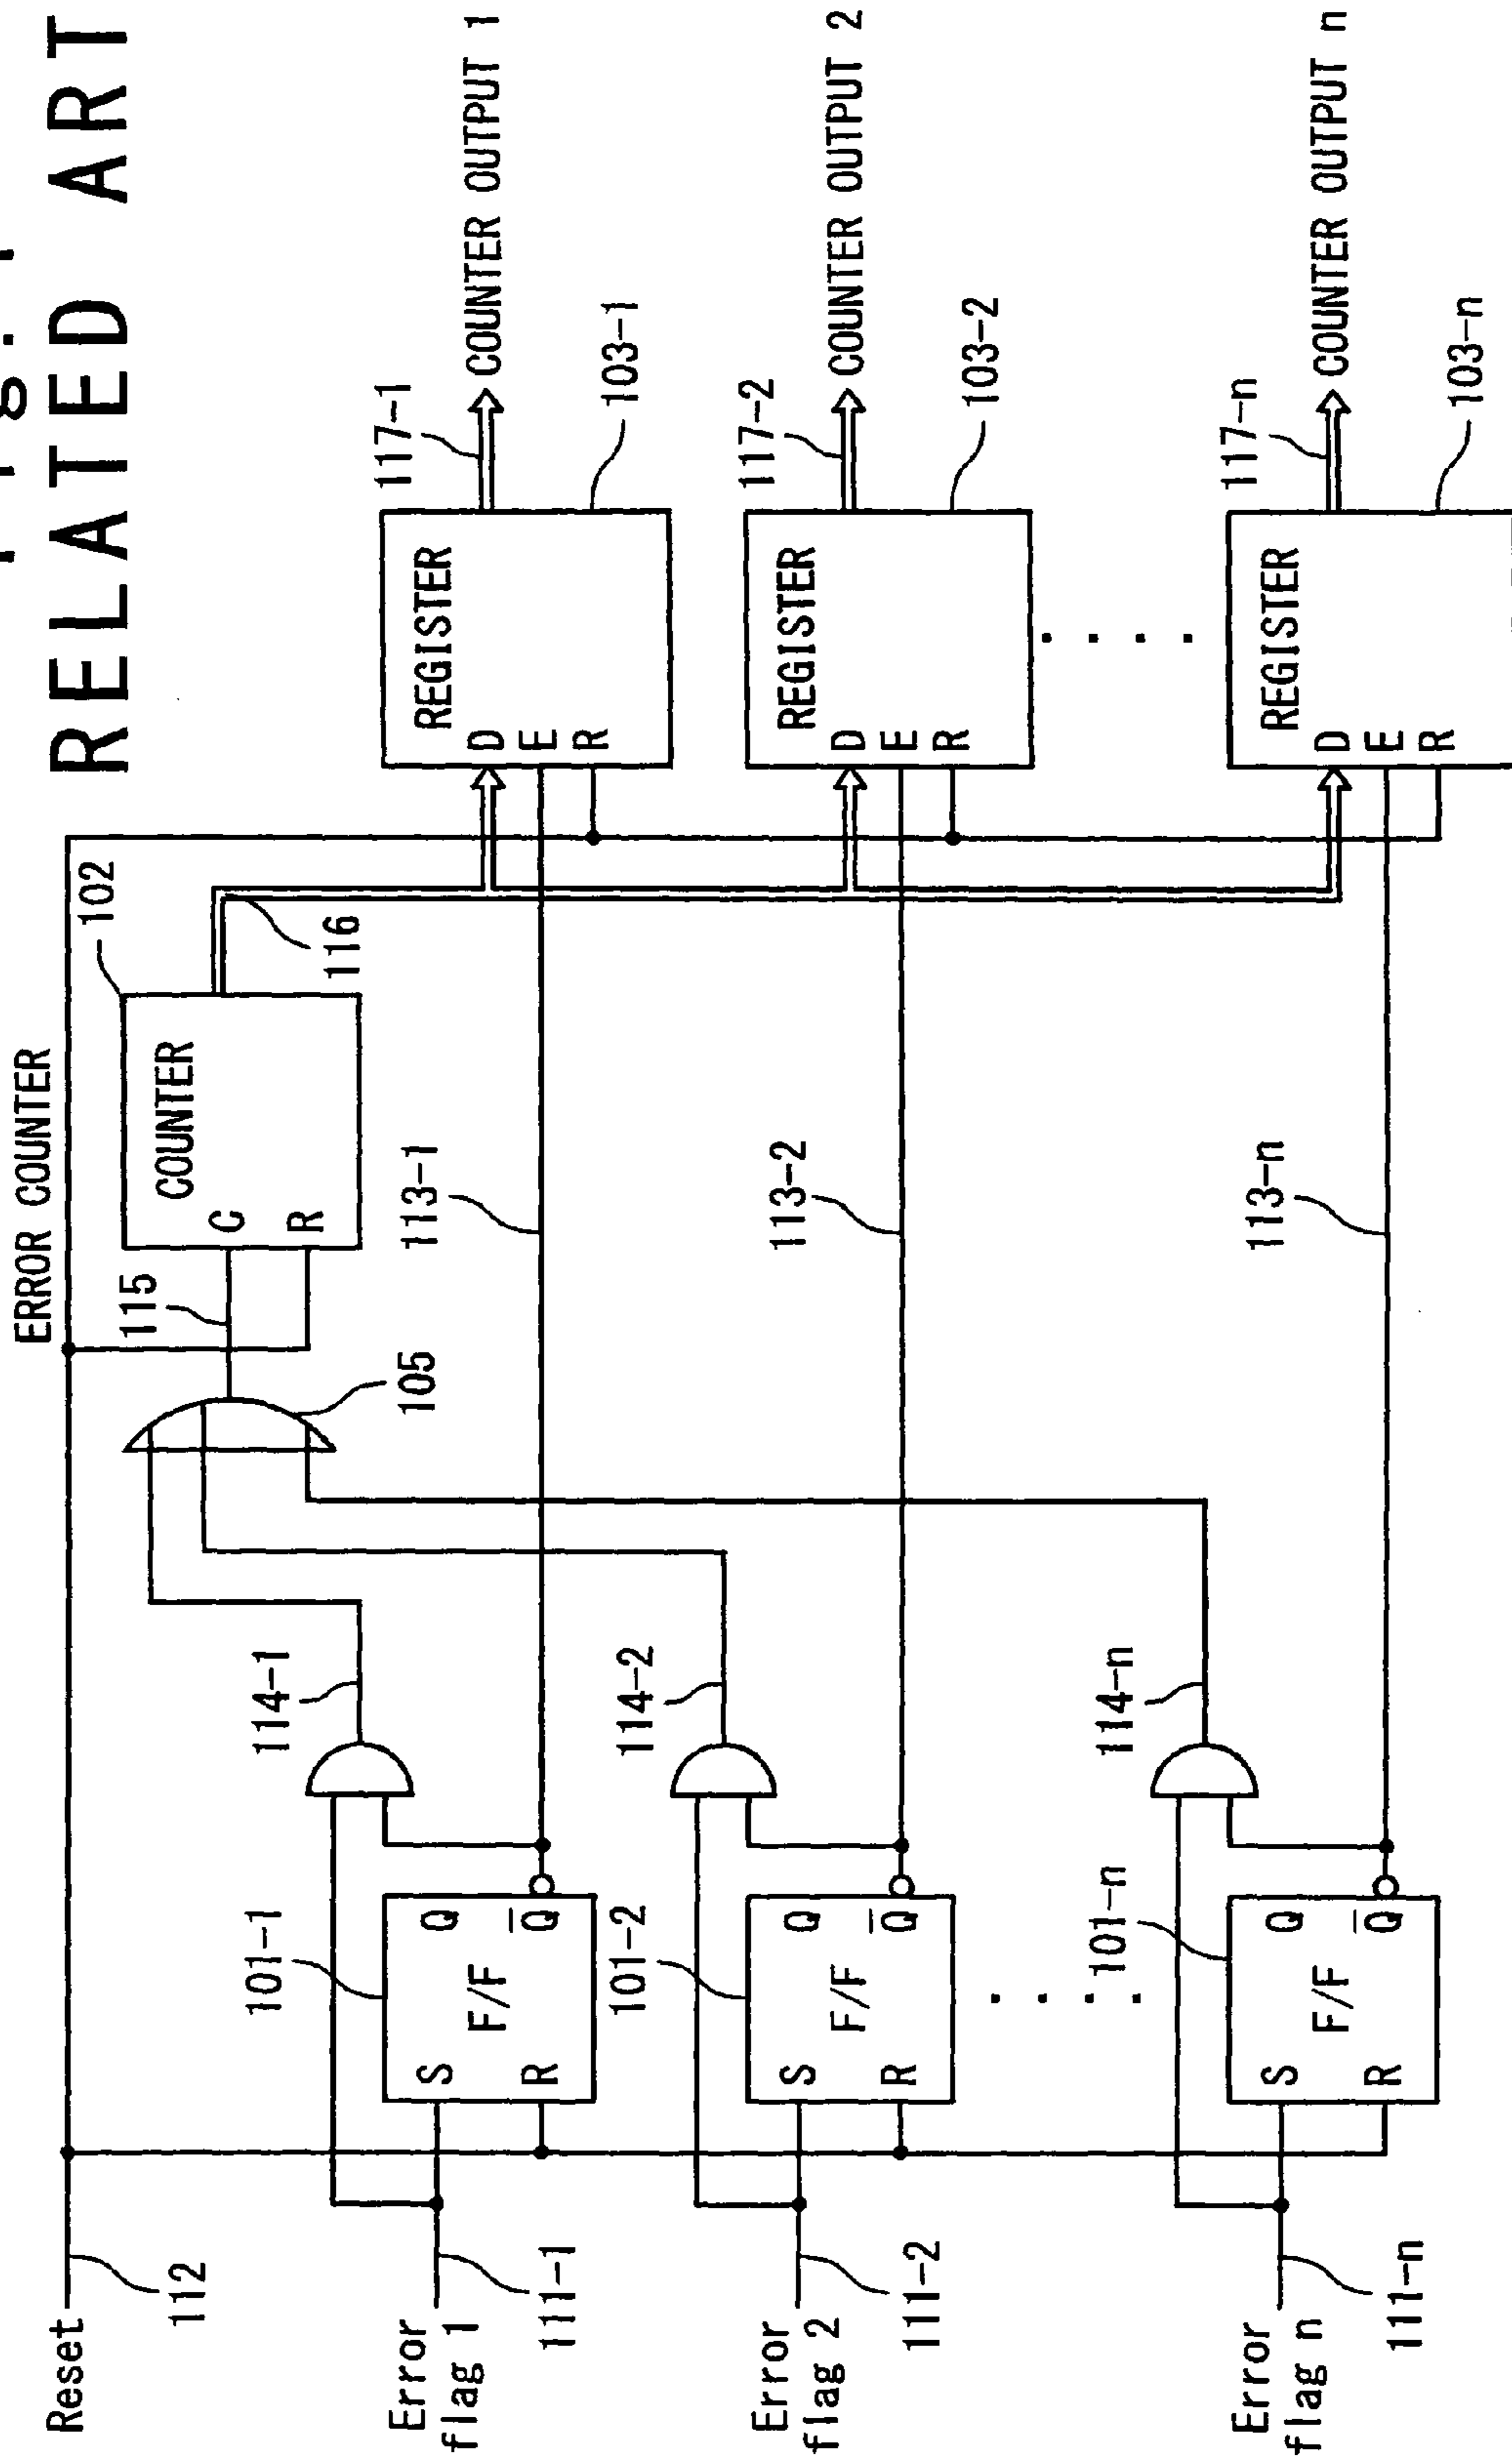 RELATED ART
ERROR COUNTER
Reset
112
115
COUNTER
C
R
102
116
105
Error
flag 1
111-1
101-1
S
R
F/F
Q
Q̅
114-1
113-1
REGISTER
D
E
R
117-1
COUNTER OUTPUT 1
103-1
Error
flag 2
111-2
101-2
S
R
F/F
Q
Q̅
114-2
113-2
REGISTER
D
E
R
117-2
COUNTER OUTPUT 2
103-2
. . . .
. . . .
Error
flag n
111-n
101-n
S
R
F/F
Q
Q̅
114-n
113-n
REGISTER
D
E
R
117-n
COUNTER OUTPUT n
103-n